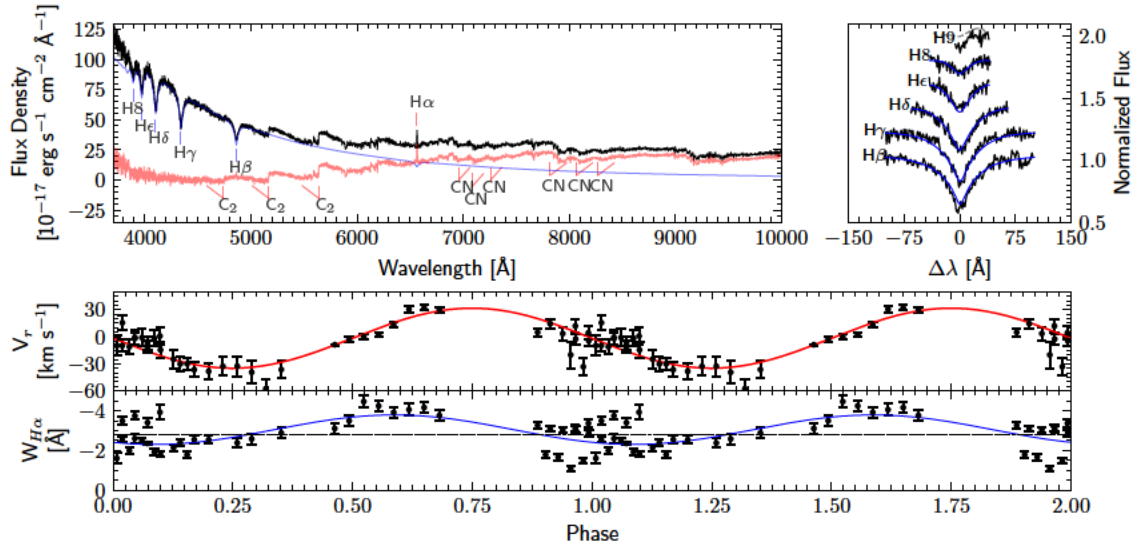 125
100
75
50
25
0
−25
Flux Density
[10−17 erg s−1 cm−2 Å−1]
H8
Hϵ
Hδ
Hγ
Hβ
Hα
C2
C2
C2
CN
CN
CN
CN
CN
CN
4000
5000
6000
7000
8000
9000
10000
Wavelength [Å]
H9
H8
Hϵ
Hδ
Hγ
Hβ
2.0
1.5
1.0
0.5
Normalized Flux
−150
−75
0
75
150
Δλ [Å]
30
0
−30
−60
Vr
[km s−1]
−4
−2
0
WHα
[Å]
0.00
0.25
0.50
0.75
1.00
1.25
1.50
1.75
2.00
Phase